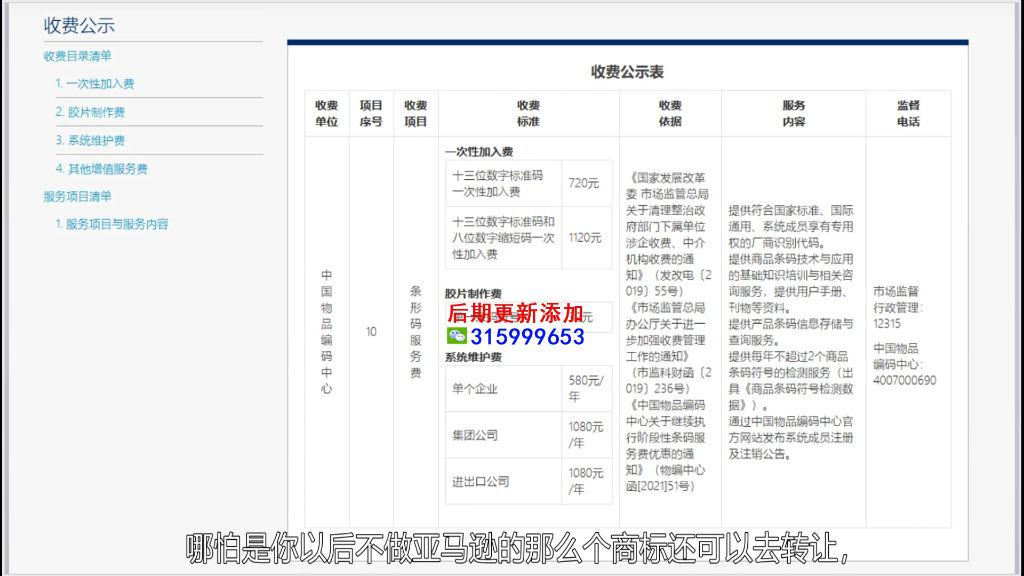 收费公示
收费目录清单
1. 一次性加入费
2. 胶片制作费
3. 系统维护费
4. 其他增值服务费
服务项目清单
1. 服务项目与服务内容
收费公示表
收费
单位
项目
序号
收费
项目
收费
标准
收费
依据
服务
内容
监督
电话
中国物品编码中心
10
条形码服务费
一次性加入费
十三位数字标准码
一次性加入费
720元
十三位数字标准码和
八位数字缩短码一次
性加入费
1120元
胶片制作费
元
后期更新添加
315999653
系统维护费
单个企业
580元/
年
集团公司
1080元
/年
进出口公司
1080元
/年
《国家发展改革
委 市场监管总局
关于清理整治政
府部门下属单位
涉企收费、中介
机构收费的通
知》（发改电〔2
019〕55号）
《市场监管总局
办公厅关于进一
步加强收费管理
工作的通知》
（市监科财函〔2
019〕236号）
《中国物品编码
中心关于继续执
行阶段性条码服
务费优惠的通
知》（物编中心
函[2021]51号）
提供符合国家标准、国际
通用、系统成员享有专用
权的厂商识别代码。
提供商品条码技术与应用
的基础知识培训与相关咨
询服务，提供用户手册、
刊物等资料。
提供产品条码信息存储与
查询服务。
提供每年不超过2个商品
条码符号的检测服务（出
具《商品条码符号检测数
据》）。
通过中国物品编码中心官
方网站发布系统成员注册
及注销公告。
市场监督
行政管理：
12315
中国物品
编码中心：
4007000690
哪怕是你以后不做亚马逊的那么个商标还可以去转让，